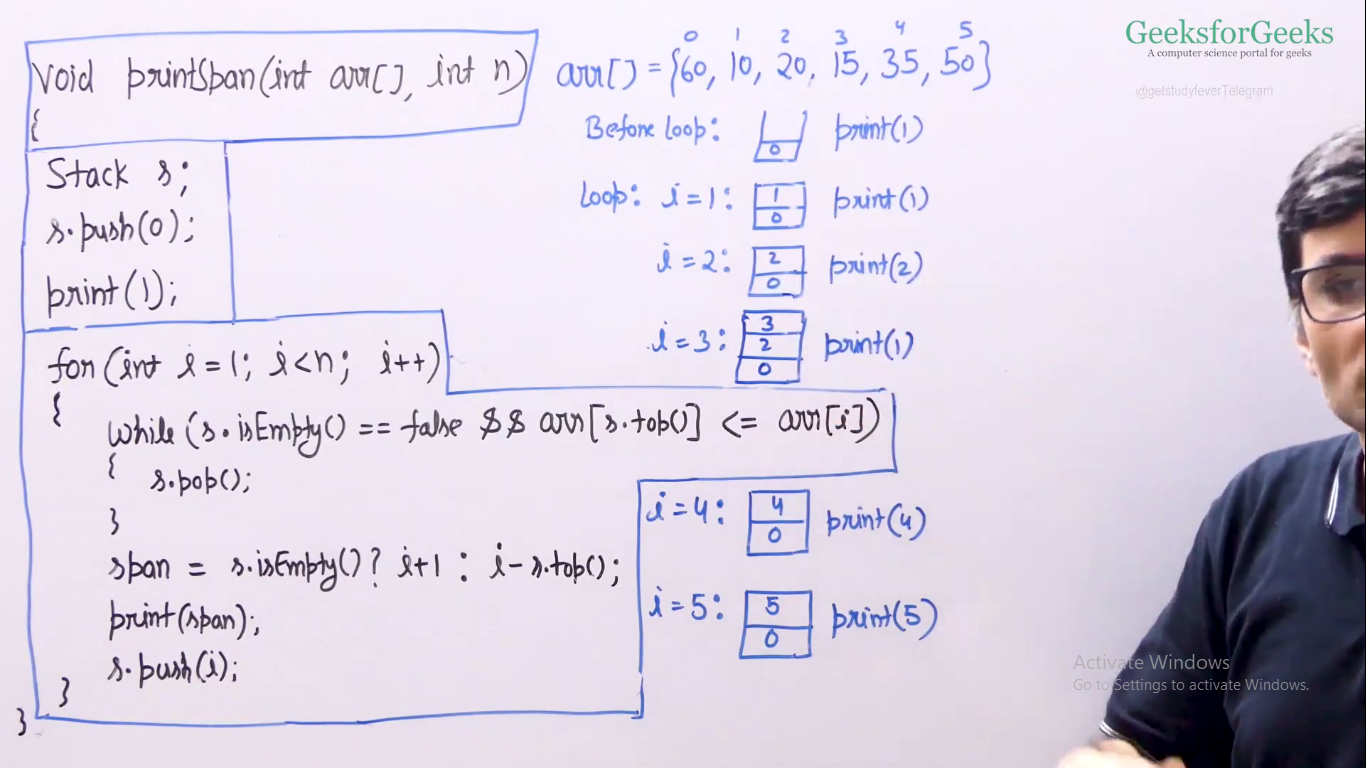 void printSpan(int arr[], int n)
{
Stack s;
s.push(0);
print(1);
for (int i = 1; i<n; i++)
{
while (s.isEmpty() == false && arr[s.top()] <= arr[i])
{ s.pop();
}
span = s.isEmpty()? i+1 : i-s.top();
print(span);
s.push(i);
}
}
0 1 2 3 4 5
arr[] = {60, 10, 20, 15, 35, 50}
Before loop: 0 print(1)
Loop: i=1: 1 0 print(1)
i=2: 2 0 print(2)
i=3: 3 2 0 print(1)
i=4: 4 0 print(4)
i=5: 5 0 print(5)
GeeksforGeeks
A computer science portal for geeks
@getstudyfeverTelegram
Activate Windows
Go to Settings to activate Windows.